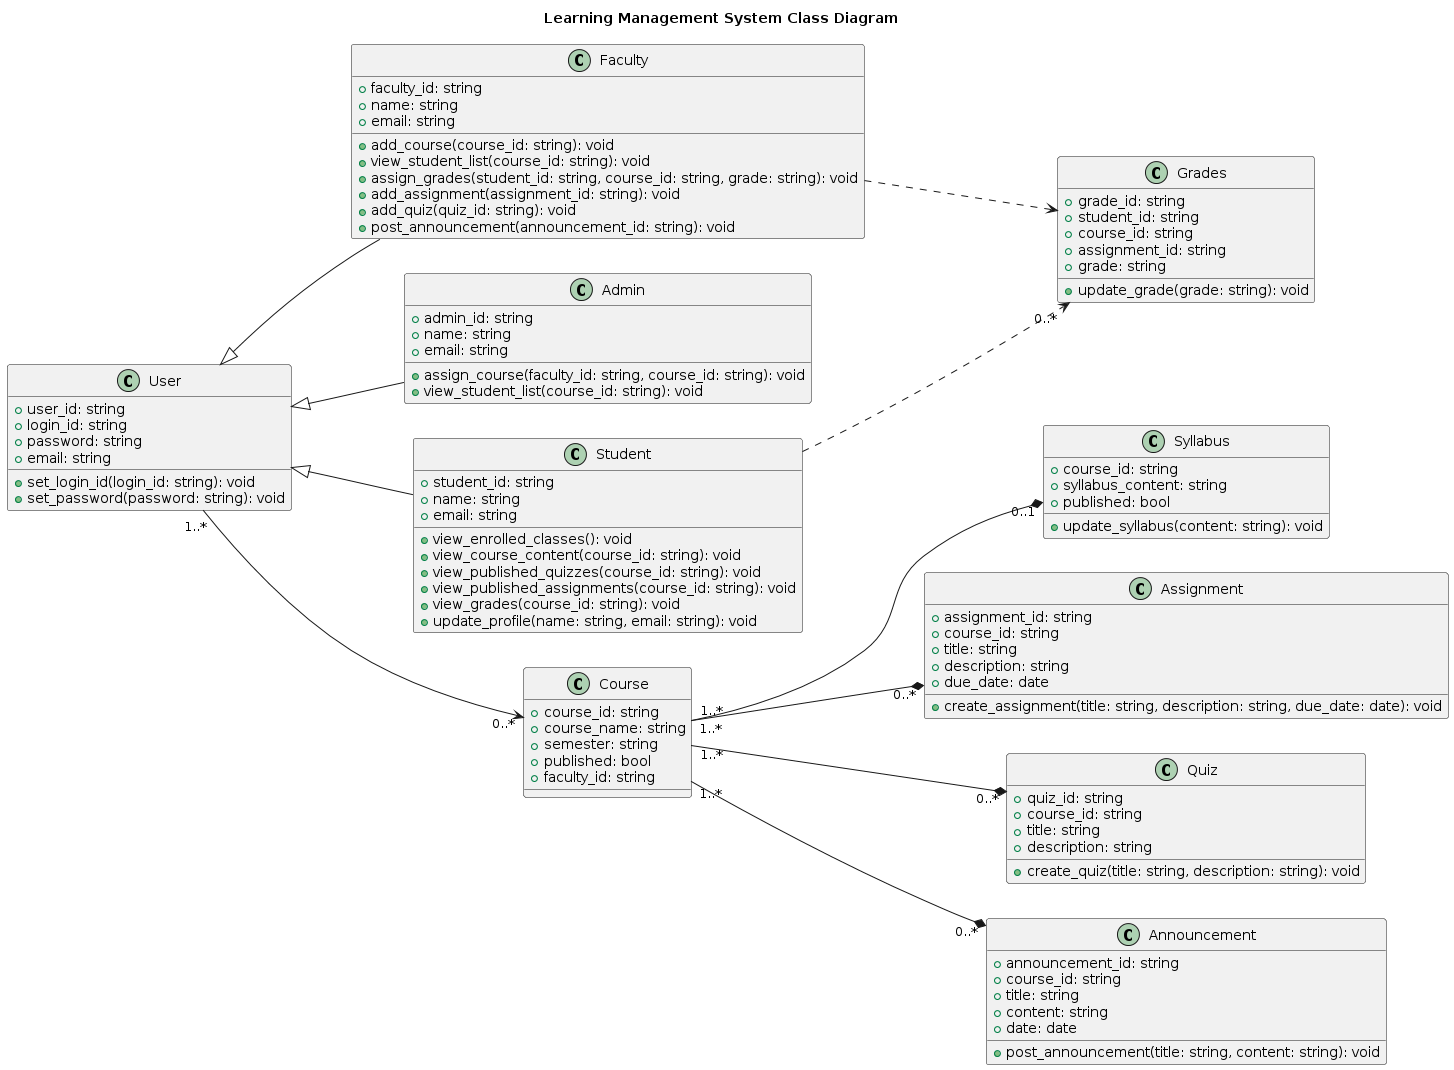 Learning Management System Class Diagram
C Faculty
faculty_id: string
name: string
email: string
add_course(course_id: string): void
view_student_list(course_id: string): void
assign_grades(student_id: string, course_id: string, grade: string): void
add_assignment(assignment_id: string): void
add_quiz(quiz_id: string): void
post_announcement(announcement_id: string): void
C Grades
grade_id: string
student_id: string
course_id: string
assignment_id: string
grade: string
update_grade(grade: string): void
0..*
C Admin
admin_id: string
name: string
email: string
assign_course(faculty_id: string, course_id: string): void
view_student_list(course_id: string): void
C User
user_id: string
login_id: string
password: string
email: string
set_login_id(login_id: string): void
set_password(password: string): void
1..*
C Student
student_id: string
name: string
email: string
view_enrolled_classes(): void
view_course_content(course_id: string): void
view_published_quizzes(course_id: string): void
view_published_assignments(course_id: string): void
view_grades(course_id: string): void
update_profile(name: string, email: string): void
C Syllabus
course_id: string
syllabus_content: string
published: bool
update_syllabus(content: string): void
0..1
C Assignment
assignment_id: string
course_id: string
title: string
description: string
due_date: date
create_assignment(title: string, description: string, due_date: date): void
0..*
C Course
course_id: string
course_name: string
semester: string
published: bool
faculty_id: string
0..*
1..*
1..*
1..*
1..*
C Quiz
quiz_id: string
course_id: string
title: string
description: string
create_quiz(title: string, description: string): void
0..*
C Announcement
announcement_id: string
course_id: string
title: string
content: string
date: date
post_announcement(title: string, content: string): void
0..*